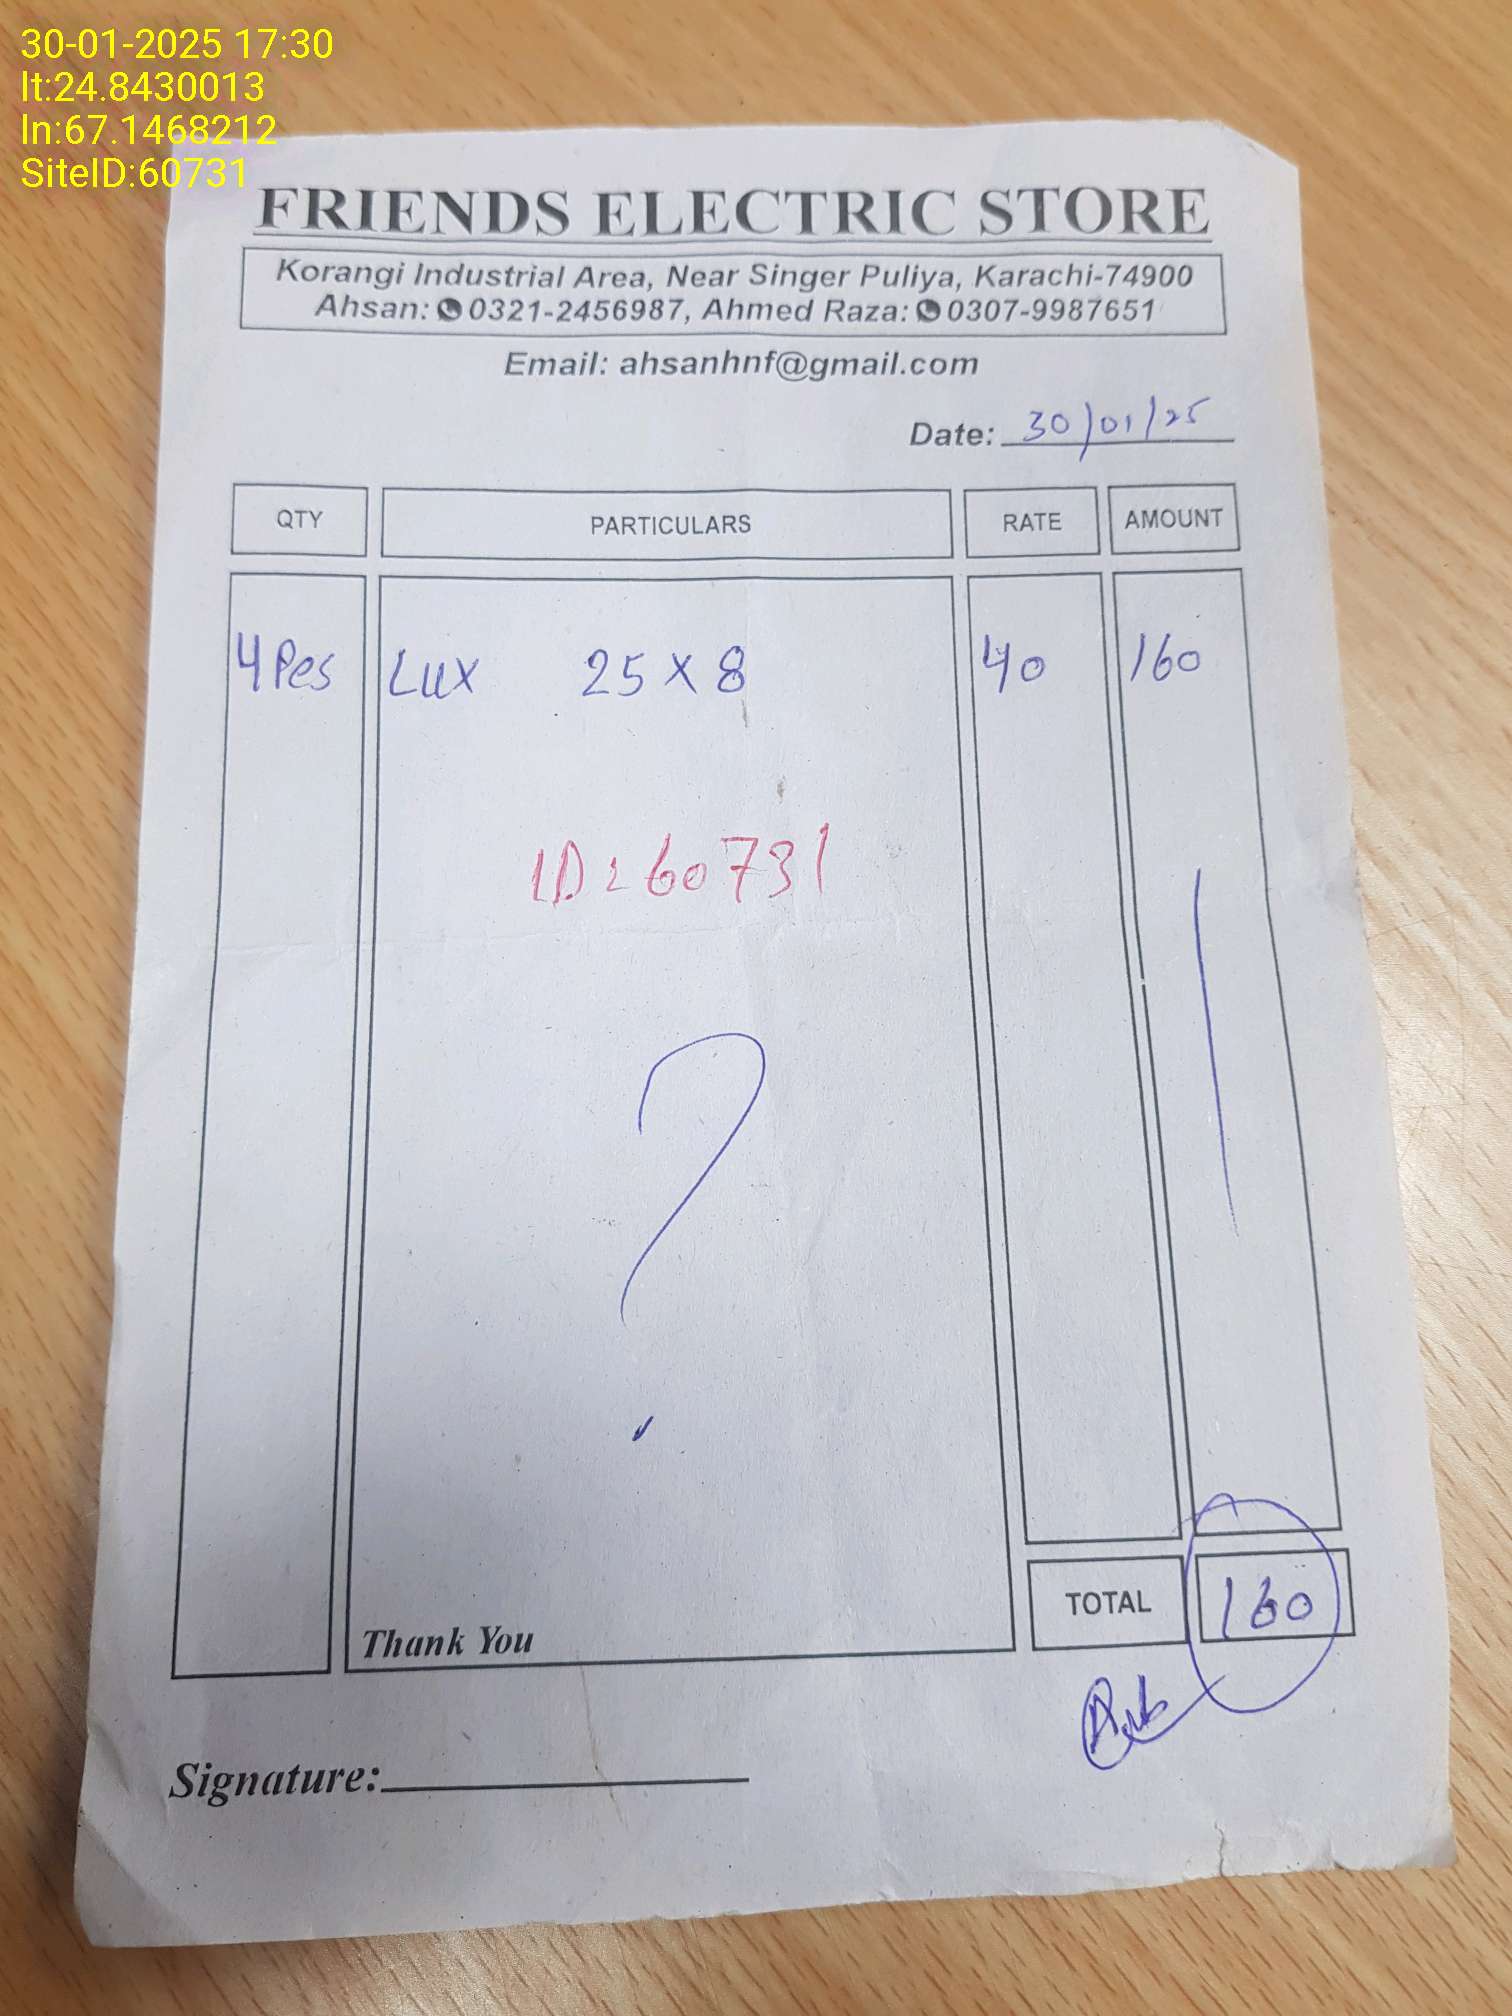 30-01-2025 17:30
lt:24.8430013
ln:67.1468212
SiteID:60731
FRIENDS ELECTRIC STORE
Korangi Industrial Area, Near Singer Puliya, Karachi-74900
Ahsan: 0321-2456987, Ahmed Raza: 0307-9987651
Email: ahsanhnf@gmail.com
Date: 30/01/25
QTY PARTICULARS RATE AMOUNT
4 Pes Lux 25 x 8 40 160
ID: 60731
?
TOTAL 160
Thank You
Signature: